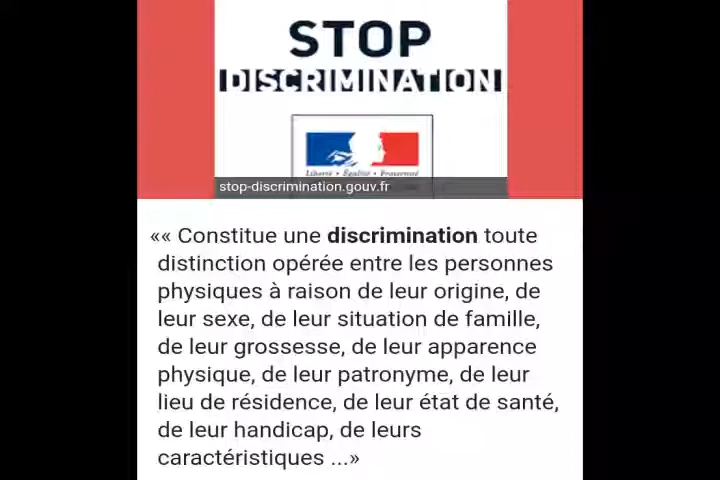 STOP
DISCRIMINATION
Liberté • Égalité • Fraternité
stop-discrimination.gouv.fr
«« Constitue une discrimination toute
distinction opérée entre les personnes
physiques à raison de leur origine, de
leur sexe, de leur situation de famille,
de leur grossesse, de leur apparence
physique, de leur patronyme, de leur
lieu de résidence, de leur état de santé,
de leur handicap, de leurs
caractéristiques ...»